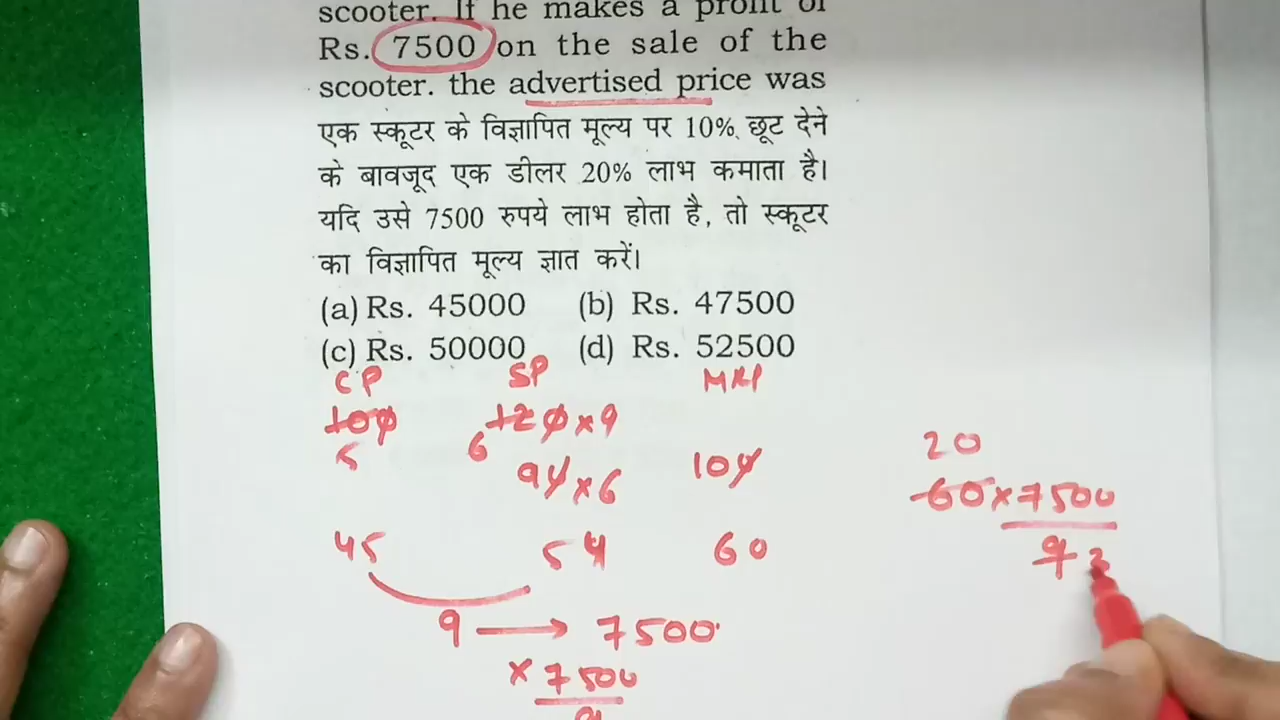 scooter. If he makes a profit of
Rs. 7500 on the sale of the
scooter. the advertised price was
एक स्कूटर के विज्ञापित मूल्य पर 10% छूट देने
के बावजूद एक डीलर 20% लाभ कमाता है।
यदि उसे 7500 रुपये लाभ होता है, तो स्कूटर
का विज्ञापित मूल्य ज्ञात करें।
(a) Rs. 45000 (b) Rs. 47500
(c) Rs. 50000 (d) Rs. 52500
CP SP MRP
100 120 × 9
5 6 90 × 6 100
45 54 60
9 → 7500
× 7500
9
20
60 × 7500
9 3